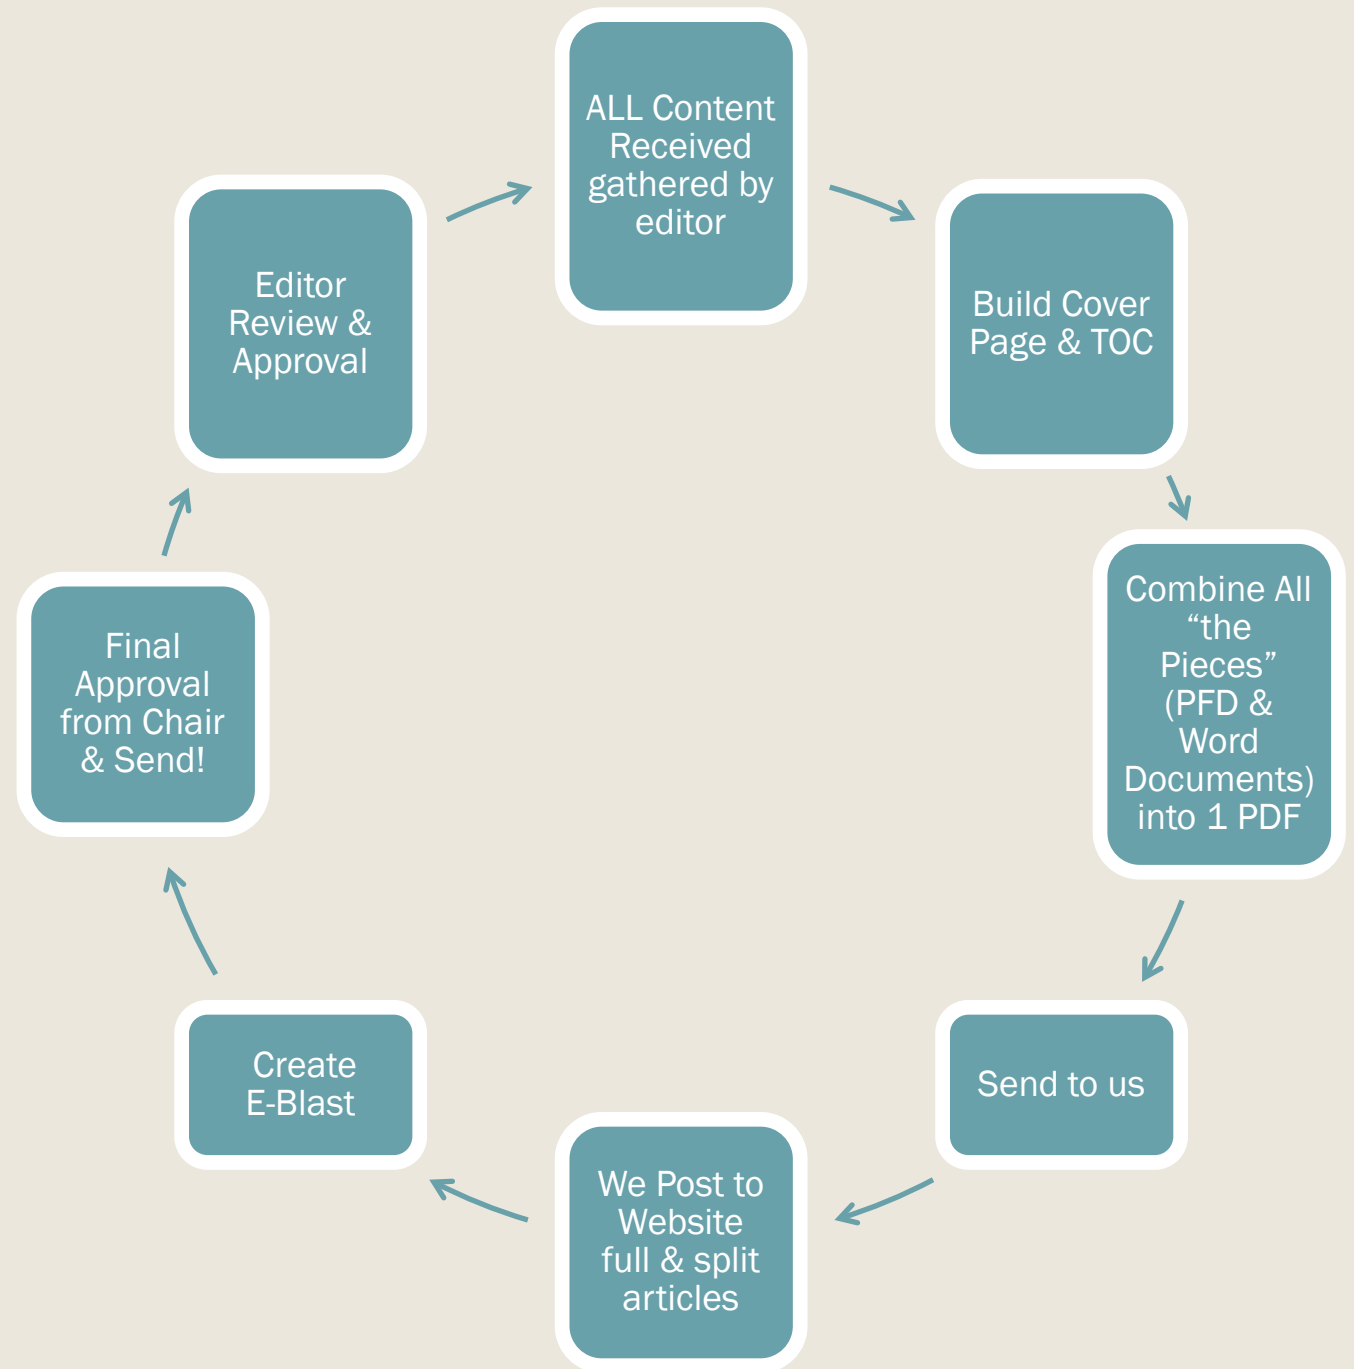 ALL Content
Received
gathered by
editor
Build Cover
Page & TOC
Combine All
“the
Pieces”
(PFD &
Word
Documents)
into 1 PDF
Send to us
We Post to
Website
full & split
articles
Create
E-Blast
Final
Approval
from Chair
& Send!
Editor
Review &
Approval